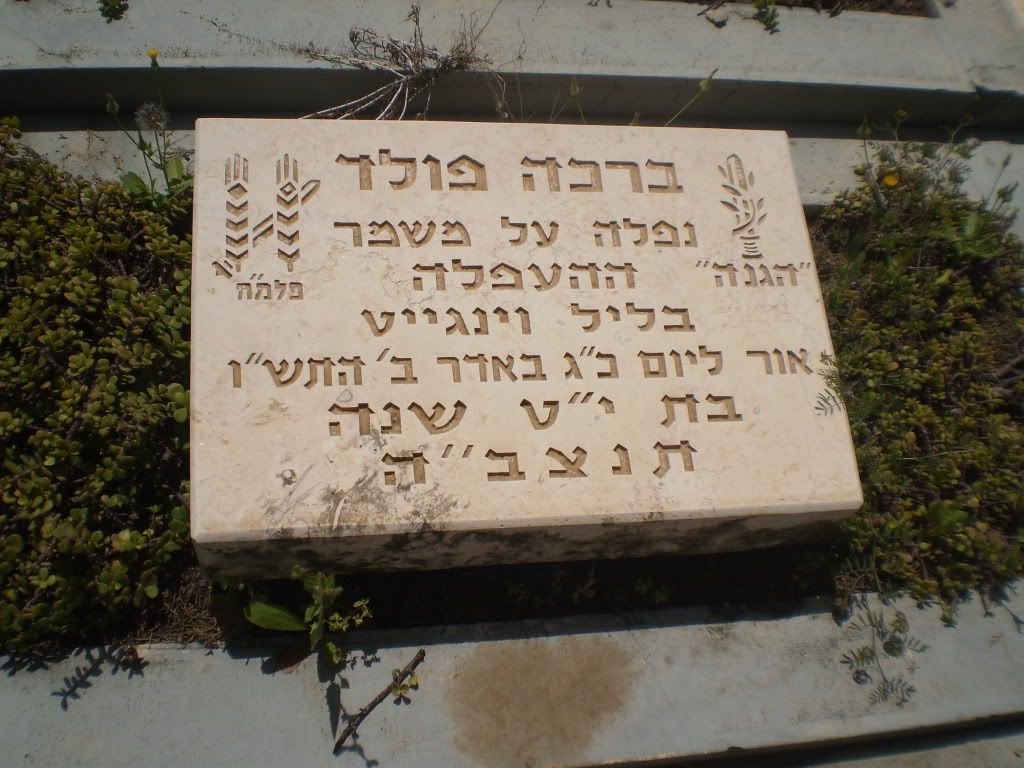 ברכה פולד
נפלה על משמר
"הגנה" ההעפלה
פלמ"ח
בליל וינגייט
אור ליום כ"ג באדר ב' התש"ו
בת י"ט שנה
תנצב"ה